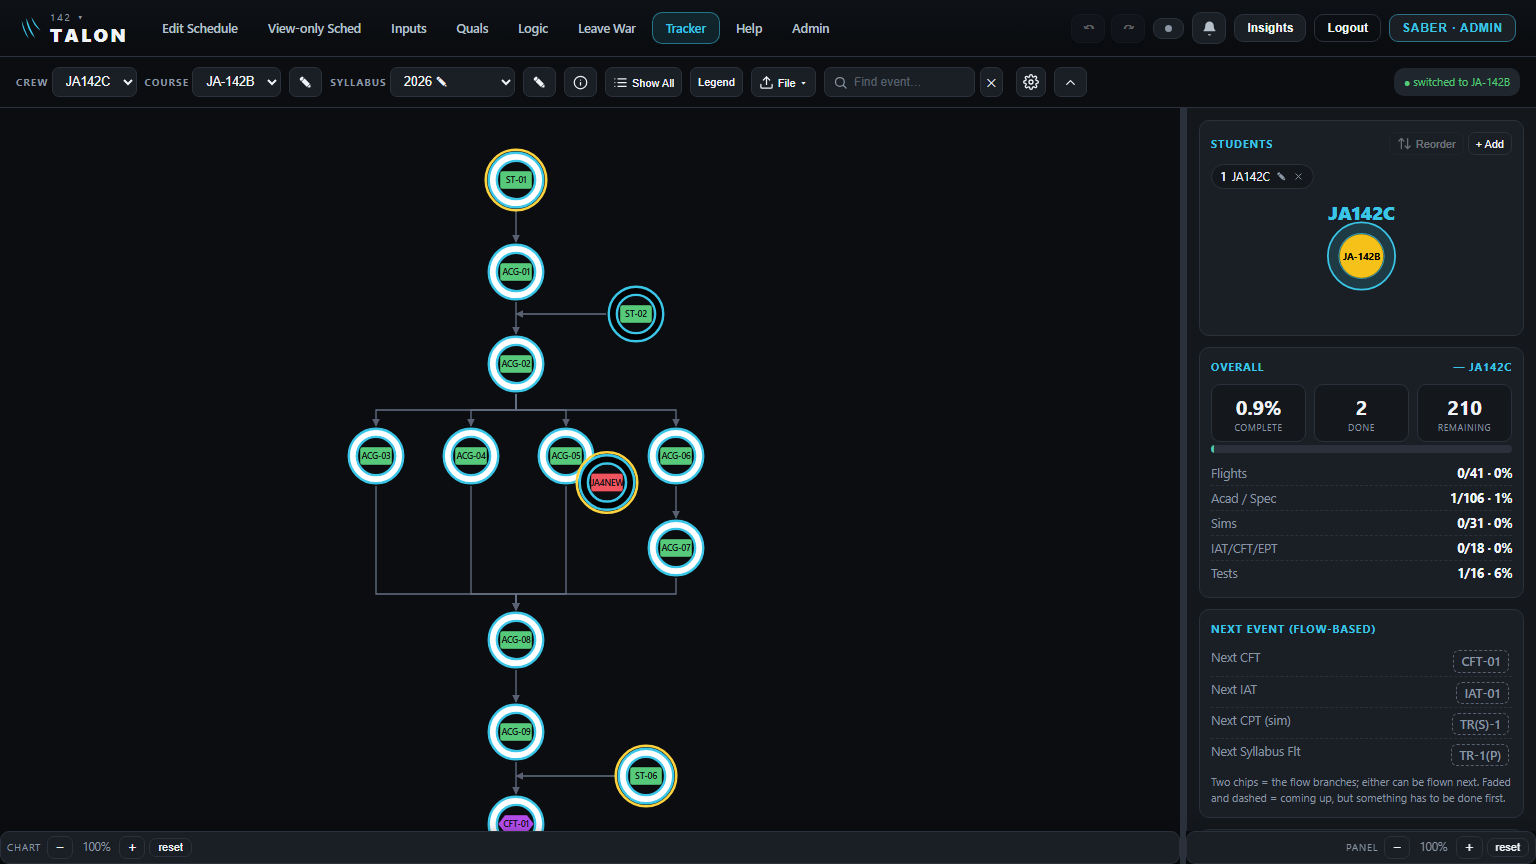 142
TALON
Edit Schedule
View-only Sched
Inputs
Quals
Logic
Leave War
Tracker
Help
Admin
Insights
Logout
SABER · ADMIN
CREW
JA142C
COURSE
JA-142B
SYLLABUS
2026
Show All
Legend
File
Find event...
switched to JA-142B
ST-01
ACG-01
ST-02
ACG-02
ACG-03
ACG-04
ACG-05
ACG-06
JA4NEW
ACG-07
ACG-08
ACG-09
ST-06
CFT-01
CHART
− 100% + reset
STUDENTS
Reorder
+ Add
1 JA142C
JA142C
JA-142B
OVERALL
— JA142C
0.9%
COMPLETE
2
DONE
210
REMAINING
Flights 0/41 · 0%
Acad / Spec 1/106 · 1%
Sims 0/31 · 0%
IAT/CFT/EPT 0/18 · 0%
Tests 1/16 · 6%
NEXT EVENT (FLOW-BASED)
Next CFT CFT-01
Next IAT IAT-01
Next CPT (sim) TR(S)-1
Next Syllabus Flt TR-1(P)
Two chips = the flow branches; either can be flown next. Faded
and dashed = coming up, but something has to be done first.
PANEL
− 100% + reset